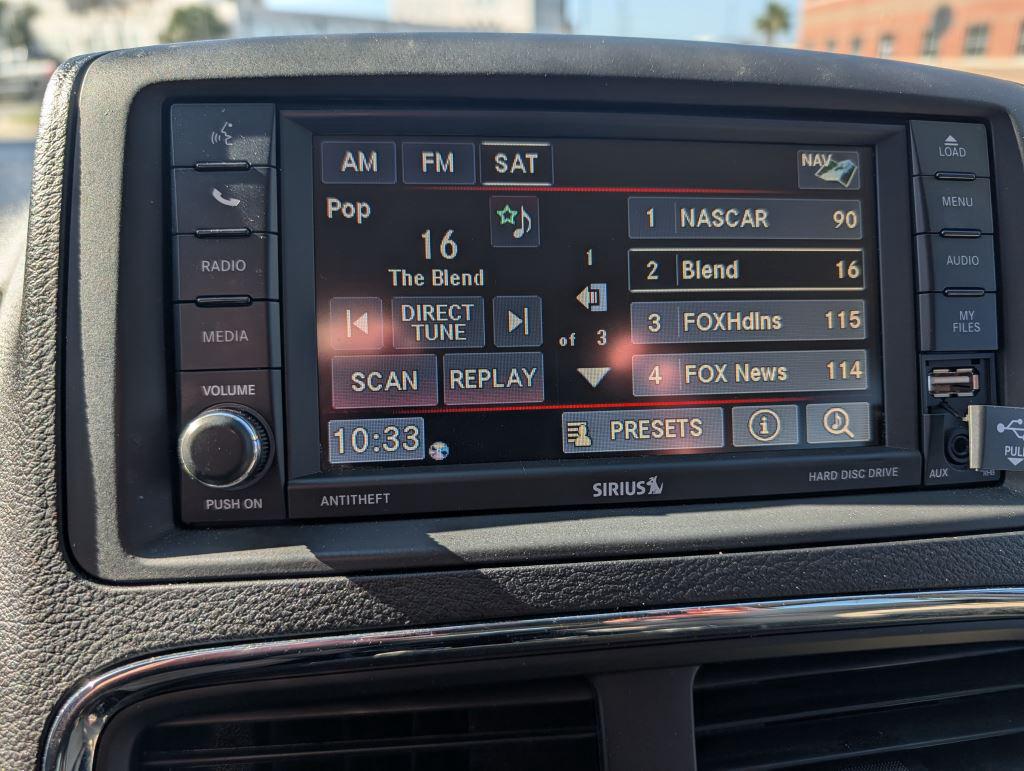 AM FM SAT NAV
Pop
16
The Blend
DIRECT
TUNE
SCAN REPLAY
10:33
1
of 3
1 NASCAR 90
2 Blend 16
3 FOXHdlns 115
4 FOX News 114
PRESETS
i
RADIO
MEDIA
VOLUME
PUSH ON
LOAD
MENU
AUDIO
MY
FILES
AUX
PULL
ANTITHEFT
SIRIUS
HARD DISC DRIVE